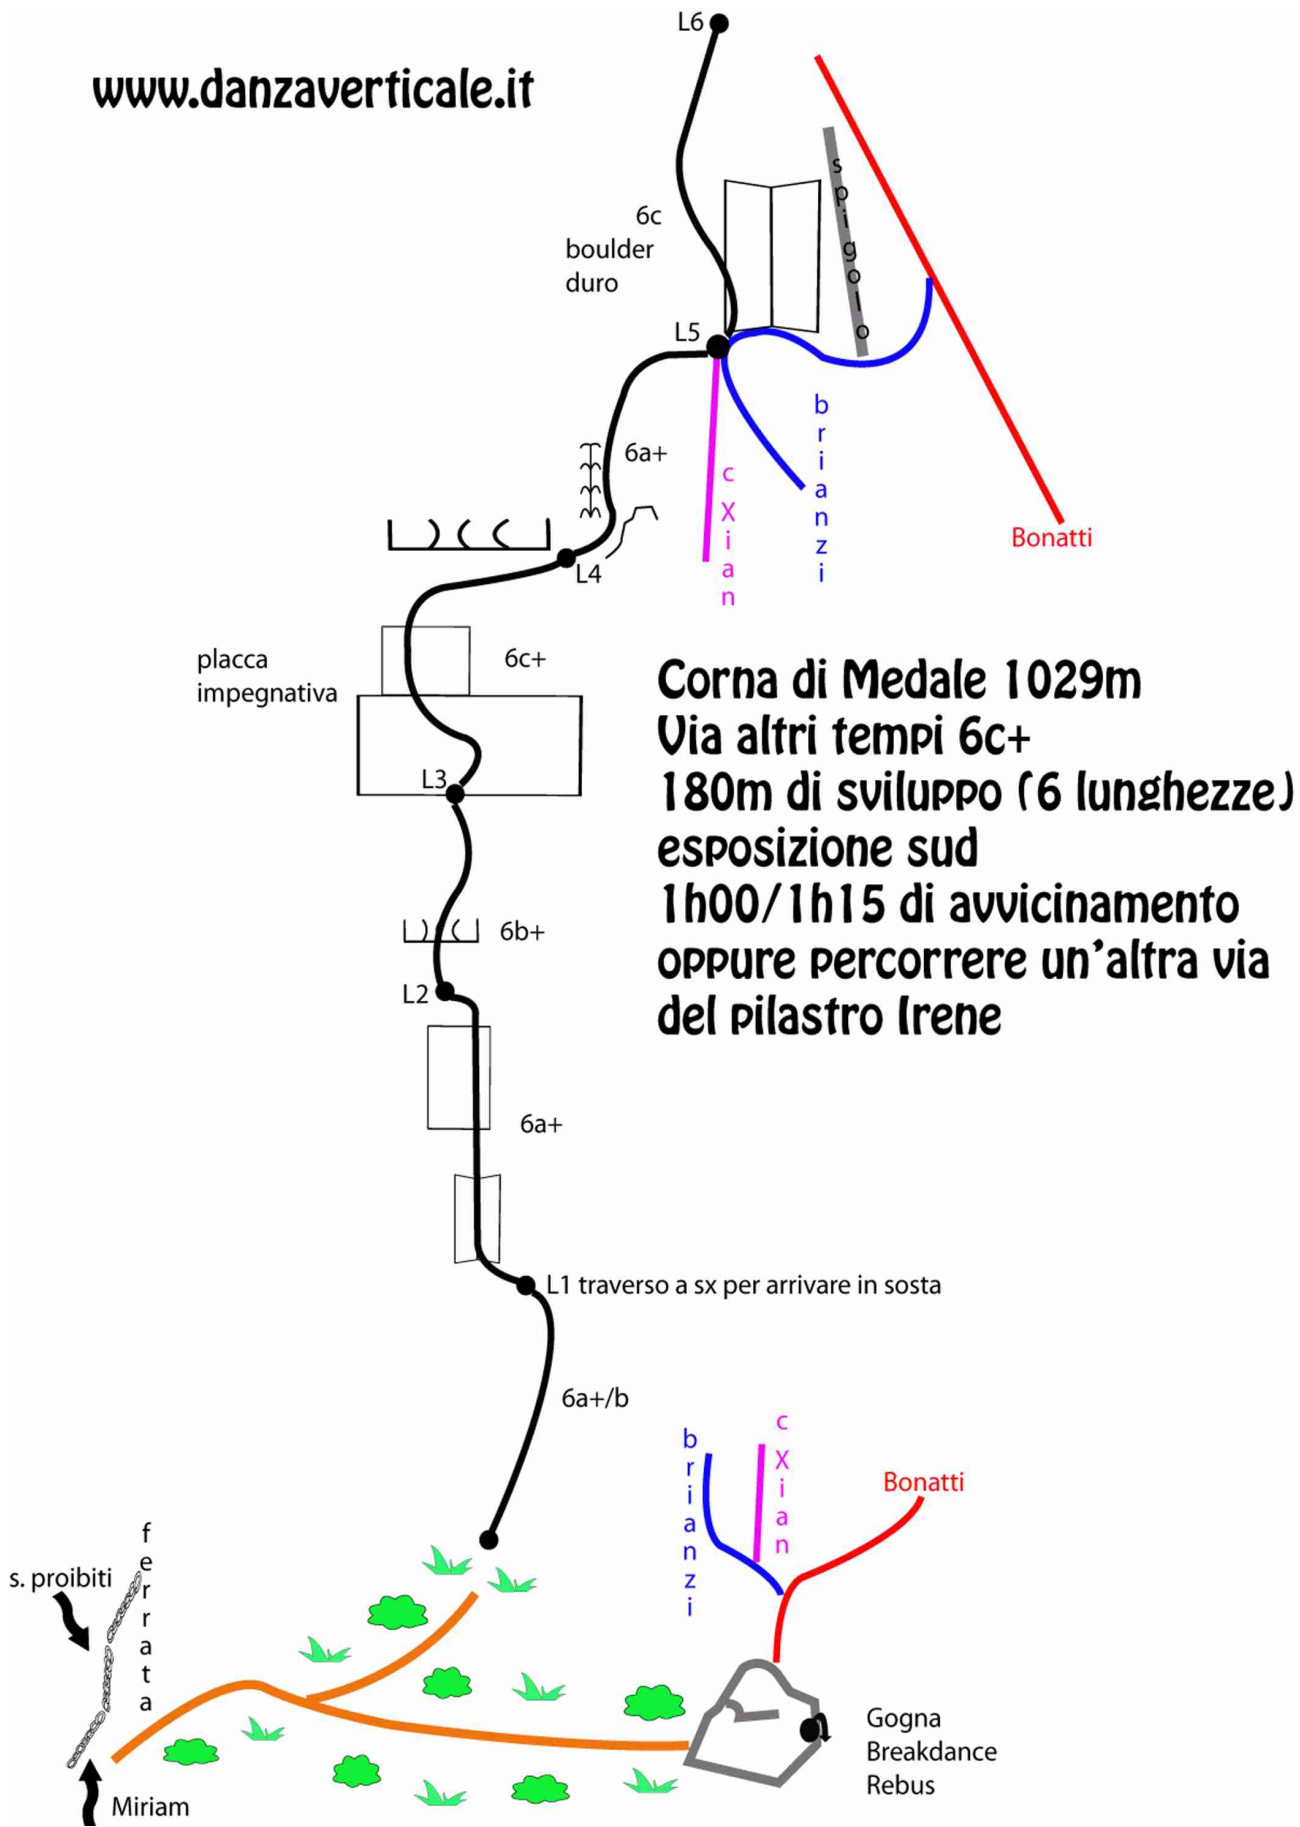 L6
www.danzaverticale.it
spigolo
6c
boulder
duro
L5
brianzi
6a+
c Xian
Bonatti
L4
placca
impegnativa
6c+
Corna di Medale 1029m
Via altri tempi 6c+
180m di sviluppo (6 lunghezze)
esposizione sud
1h00/1h15 di avvicinamento
oppure percorrere un'altra via
del pilastro Irene
L3
6b+
L2
6a+
L1 traverso a sx per arrivare in sosta
6a+/b
brianzi
c Xian
Bonatti
ferrata
s. proibiti
Gogna
Breakdance
Rebus
Miriam